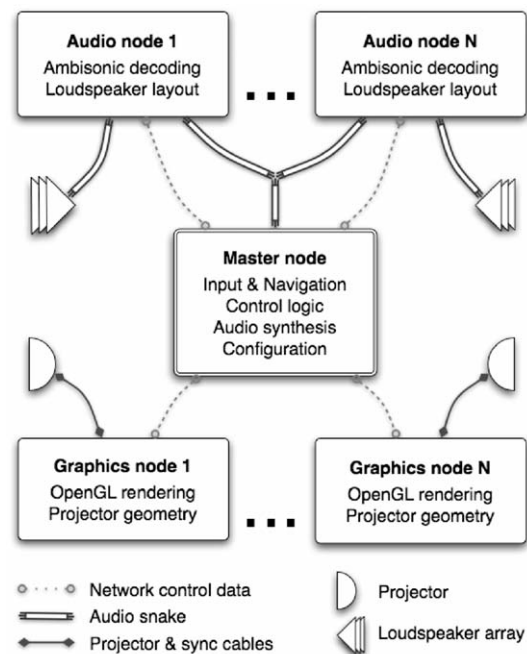 Audio node 1
Ambisonic decoding
Loudspeaker layout
Audio node N
Ambisonic decoding
Loudspeaker layout
Master node
Input & Navigation
Control logic
Audio synthesis
Configuration
Graphics node 1
OpenGL rendering
Projector geometry
Graphics node N
OpenGL rendering
Projector geometry
Network control data
Audio snake
Projector & sync cables
Projector
Loudspeaker array